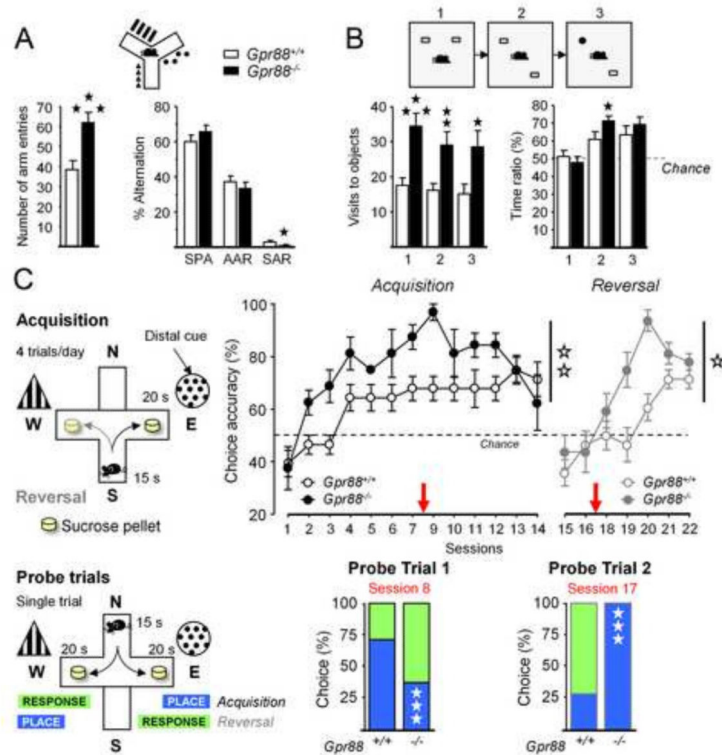 A
Gpr88+/+
Gpr88-/-
Number of arm entries
70
60
50
40
30
20
10
% Alternation
80
60
40
20
SPA AAR SAR
B
1 2 3
Visits to objects
40
30
20
10
1 2 3
Time ratio (%)
80
70
60
50
40
30
20
10
1 2 3
Chance
C
Acquisition
4 trials/day
Distal cue
N
20 s
W
E
15 s
S
Reversal
Sucrose pellet
Acquisition Reversal
Choice accuracy (%)
100
80
60
40
20
Chance
Gpr88+/+
Gpr88-/-
Gpr88+/+
Gpr88-/-
1 2 3 4 5 6 7 9 10 11 12 13 14
15 16 18 19 20 21 22
Sessions
Probe trials
Single trial
N
15 s
20 s
20 s
W
E
RESPONSE PLACE Acquisition
PLACE RESPONSE Reversal
S
Probe Trial 1
Session 8
Choice (%)
100
75
50
25
Gpr88 +/+ -/-
Probe Trial 2
Session 17
Choice (%)
100
75
50
25
Gpr88 +/+ -/-